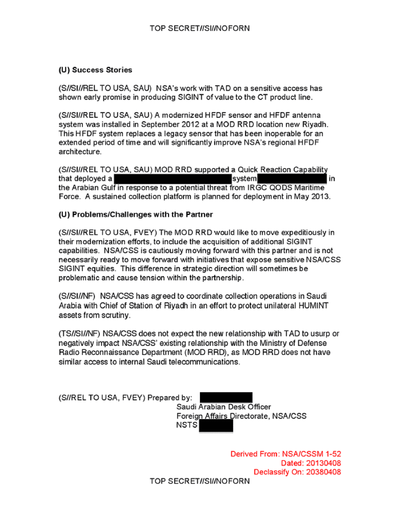 TOP SECRET//SI//NOFORN
(U) Success Stories
(S//SI//REL TO USA, SAU) NSA's work with TAD on a sensitive access has
shown early promise in producing SIGINT of value to the CT product line.
(S//SI//REL TO USA, SAU) A modernized HFDF sensor and HFDF antenna
system was installed in September 2012 at a MOD RRD location new Riyadh.
This HFDF system replaces a legacy sensor that has been inoperable for an
extended period of time and will significantly improve NSA's regional HFDF
architecture.
(S//SI//REL TO USA, SAU) MOD RRD supported a Quick Reaction Capability
that deployed a system in
the Arabian Gulf in response to a potential threat from IRGC QODS Maritime
Force. A sustained collection platform is planned for deployment in May 2013.
(U) Problems/Challenges with the Partner
(S//SI//REL TO USA, FVEY) The MOD RRD would like to move expeditiously in
their modernization efforts, to include the acquisition of additional SIGINT
capabilities. NSA/CSS is cautiously moving forward with this partner and is not
necessarily ready to move forward with initiatives that expose sensitive NSA/CSS
SIGINT equities. This difference in strategic direction will sometimes be
problematic and cause tension within the partnership.
(S//SI//NF) NSA/CSS has agreed to coordinate collection operations in Saudi
Arabia with Chief of Station of Riyadh in an effort to protect unilateral HUMINT
assets from scrutiny.
(TS//SI//NF) NSA/CSS does not expect the new relationship with TAD to usurp or
negatively impact NSA/CSS' existing relationship with the Ministry of Defense
Radio Reconnaissance Department (MOD RRD), as MOD RRD does not have
similar access to internal Saudi telecommunications.
(S//REL TO USA, FVEY) Prepared by:
Saudi Arabian Desk Officer
Foreign Affairs Directorate, NSA/CSS
NSTS
Derived From: NSA/CSSM 1-52
Dated: 20130408
Declassify On: 20380408
TOP SECRET//SI//NOFORN